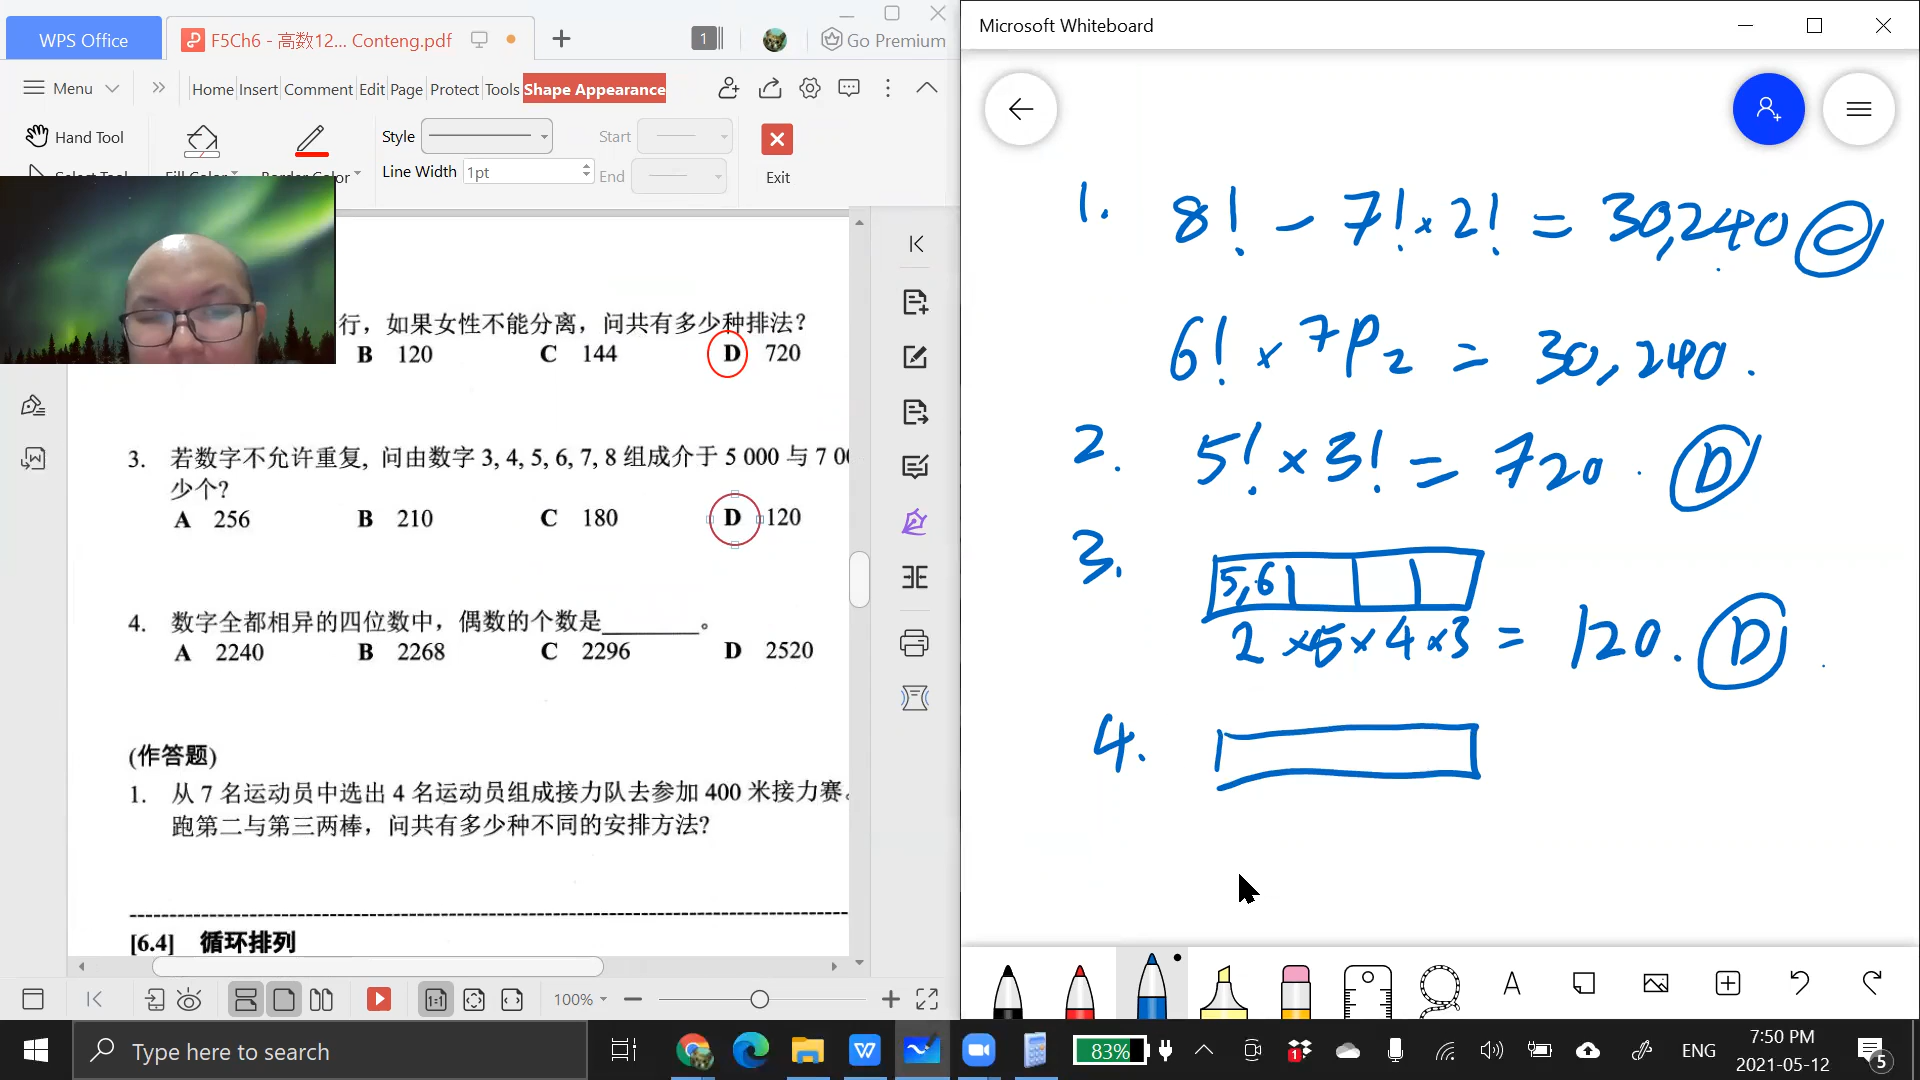 WPS Office
F5Ch6 - 高数12... Conteng.pdf
1
Go Premium
Menu
Home Insert Comment Edit Page Protect Tools Shape Appearance
Hand Tool
Style
Start
Line Width 1pt
End
Exit
行，如果女性不能分离，问共有多少种排法?
B 120 C 144 D 720
3. 若数字不允许重复, 问由数字 3, 4, 5, 6, 7, 8 组成介于 5 000 与 7 00
少个?
A 256 B 210 C 180 D 120
4. 数字全都相异的四位数中，偶数的个数是________。
A 2240 B 2268 C 2296 D 2520
(作答题)
1. 从 7 名运动员中选出 4 名运动员组成接力队去参加 400 米接力赛。
跑第二与第三两棒，问共有多少种不同的安排方法?
[6.4] 循环排列
1:1
100%
Microsoft Whiteboard
1. 8! - 7! × 2! = 30,240 C
6! × 7P2 = 30,240.
2. 5! × 3! = 720. D
3. 5,6
2 × 5 × 4 × 3 = 120. D
4.
Type here to search
83%
1
ENG
7:50 PM
2021-05-12
5